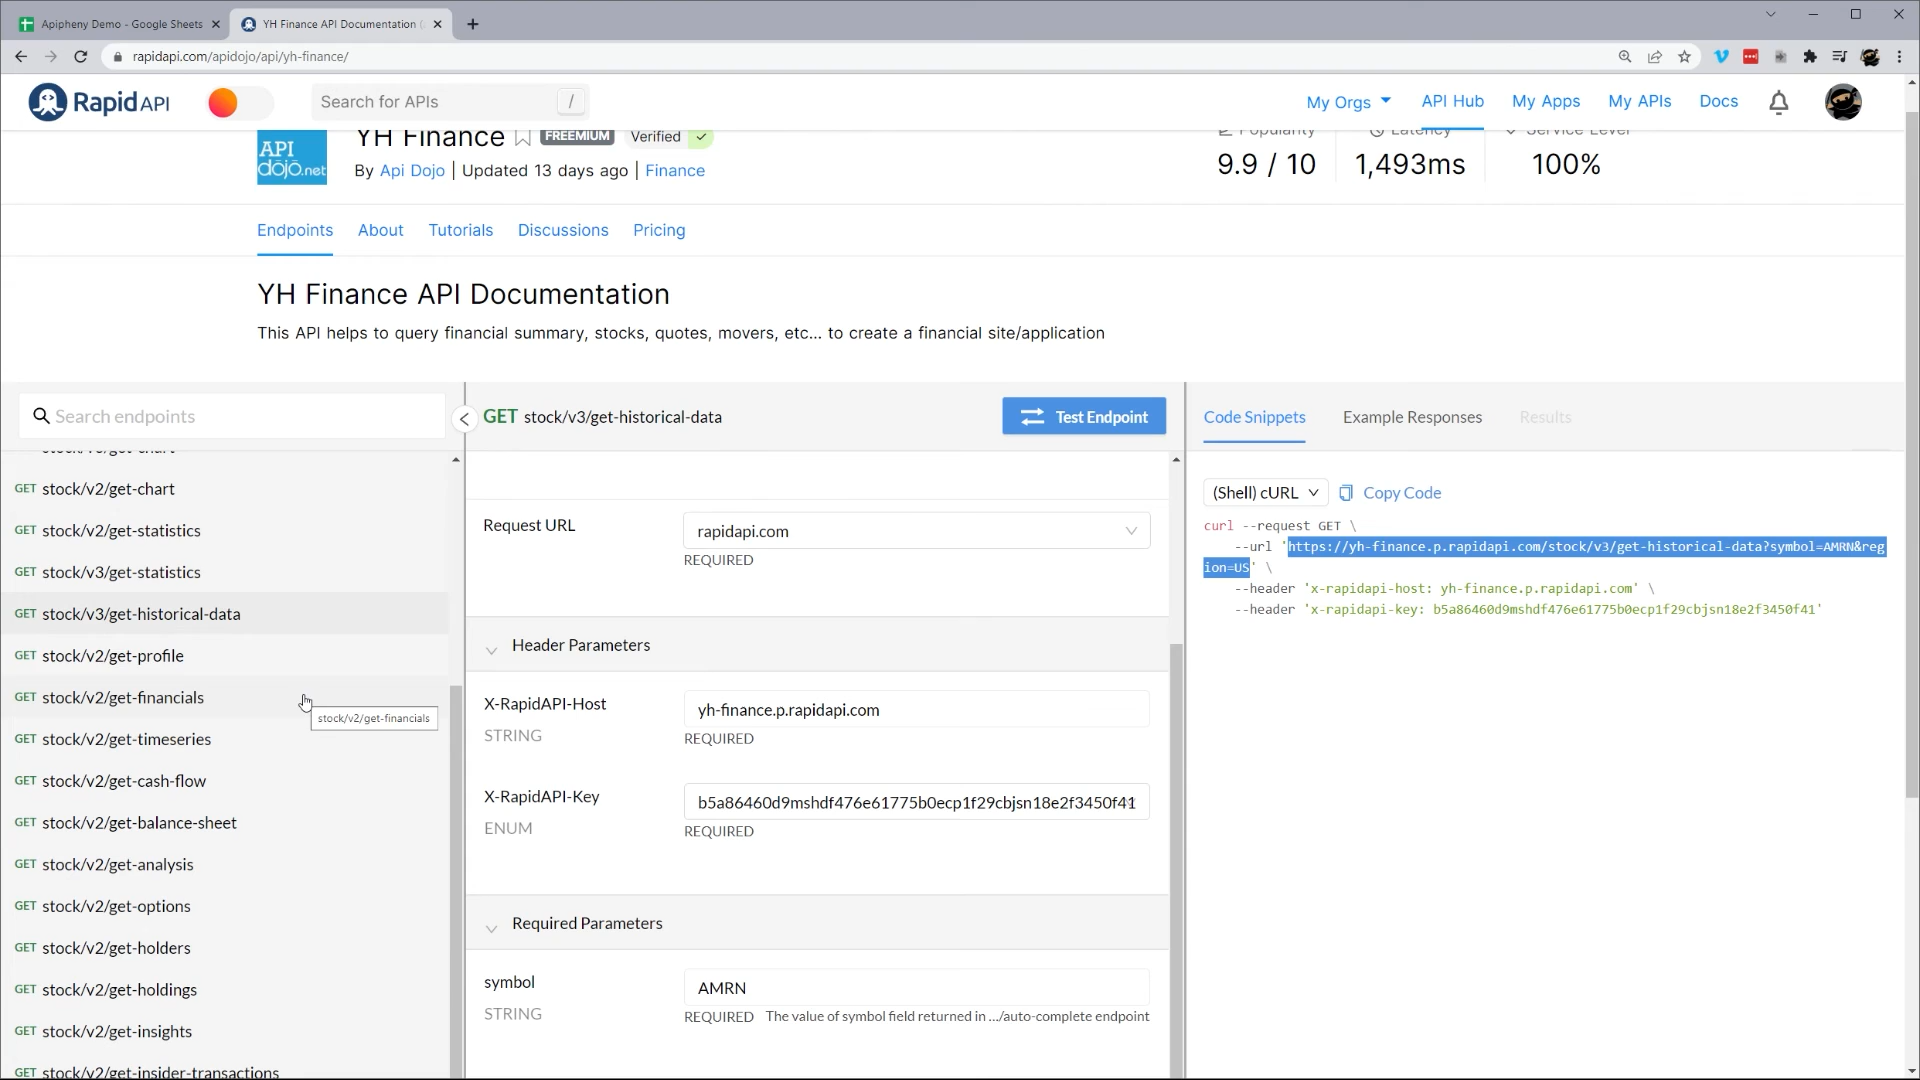 Apipheny Demo - Google Sheets
YH Finance API Documentation (
rapidapi.com/apidojo/api/yh-finance/
Rapid API
Search for APIs
/
My Orgs
API Hub
My Apps
My APIs
Docs
API
dōjō.net
YH Finance
FREEMIUM
Verified
By Api Dojo | Updated 13 days ago | Finance
Popularity
Latency
Service Level
9.9 / 10
1,493ms
100%
Endpoints
About
Tutorials
Discussions
Pricing
YH Finance API Documentation
This API helps to query financial summary, stocks, quotes, movers, etc... to create a financial site/application
Search endpoints
GET stock/v3/get-historical-data
Test Endpoint
Code Snippets
Example Responses
Results
stock/v3/get-chart
GET stock/v2/get-chart
GET stock/v2/get-statistics
GET stock/v3/get-statistics
GET stock/v3/get-historical-data
GET stock/v2/get-profile
GET stock/v2/get-financials
stock/v2/get-financials
GET stock/v2/get-timeseries
GET stock/v2/get-cash-flow
GET stock/v2/get-balance-sheet
GET stock/v2/get-analysis
GET stock/v2/get-options
GET stock/v2/get-holders
GET stock/v2/get-holdings
GET stock/v2/get-insights
GET stock/v2/get-insider-transactions
Request URL
rapidapi.com
REQUIRED
Header Parameters
X-RapidAPI-Host
yh-finance.p.rapidapi.com
STRING
REQUIRED
X-RapidAPI-Key
b5a86460d9mshdf476e61775b0ecp1f29cbjsn18e2f3450f41
ENUM
REQUIRED
Required Parameters
symbol
AMRN
STRING
REQUIRED The value of symbol field returned in .../auto-complete endpoint
(Shell) cURL
Copy Code
curl --request GET \
--url 'https://yh-finance.p.rapidapi.com/stock/v3/get-historical-data?symbol=AMRN&reg
ion=US' \
--header 'x-rapidapi-host: yh-finance.p.rapidapi.com' \
--header 'x-rapidapi-key: b5a86460d9mshdf476e61775b0ecp1f29cbjsn18e2f3450f41'